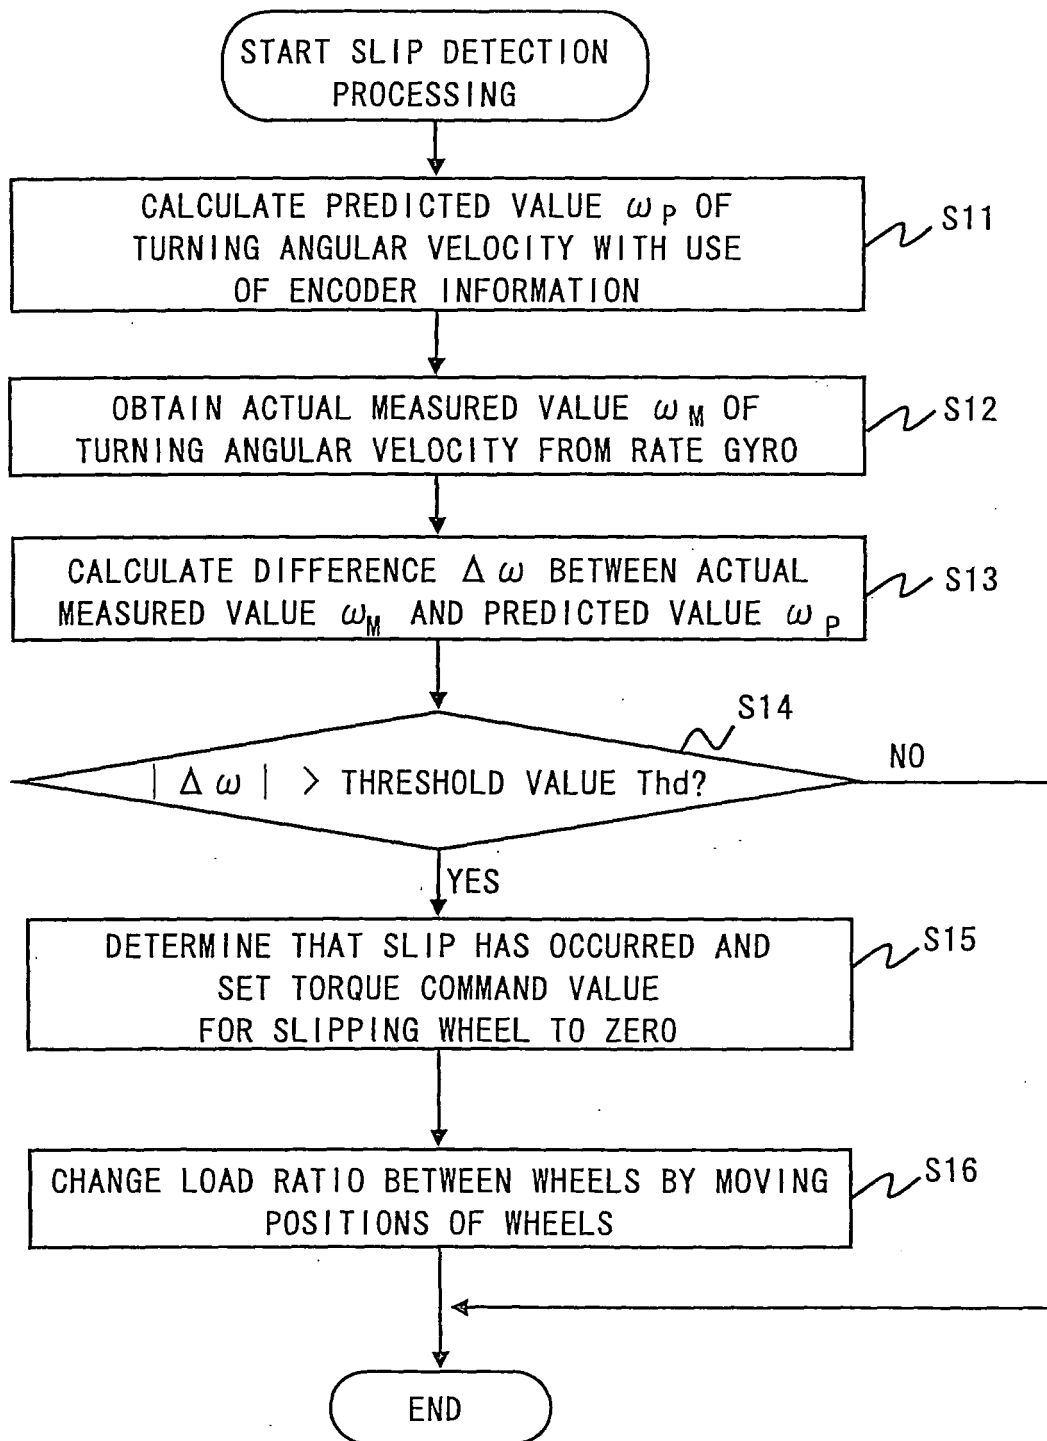 START SLIP DETECTION
PROCESSING
CALCULATE PREDICTED VALUE ωP OF
TURNING ANGULAR VELOCITY WITH USE
OF ENCODER INFORMATION
S11
OBTAIN ACTUAL MEASURED VALUE ωM OF
TURNING ANGULAR VELOCITY FROM RATE GYRO
S12
CALCULATE DIFFERENCE Δω BETWEEN ACTUAL
MEASURED VALUE ωM AND PREDICTED VALUE ωP
S13
S14
| Δω | > THRESHOLD VALUE Thd?
NO
YES
DETERMINE THAT SLIP HAS OCCURRED AND
SET TORQUE COMMAND VALUE
FOR SLIPPING WHEEL TO ZERO
S15
CHANGE LOAD RATIO BETWEEN WHEELS BY MOVING
POSITIONS OF WHEELS
S16
END